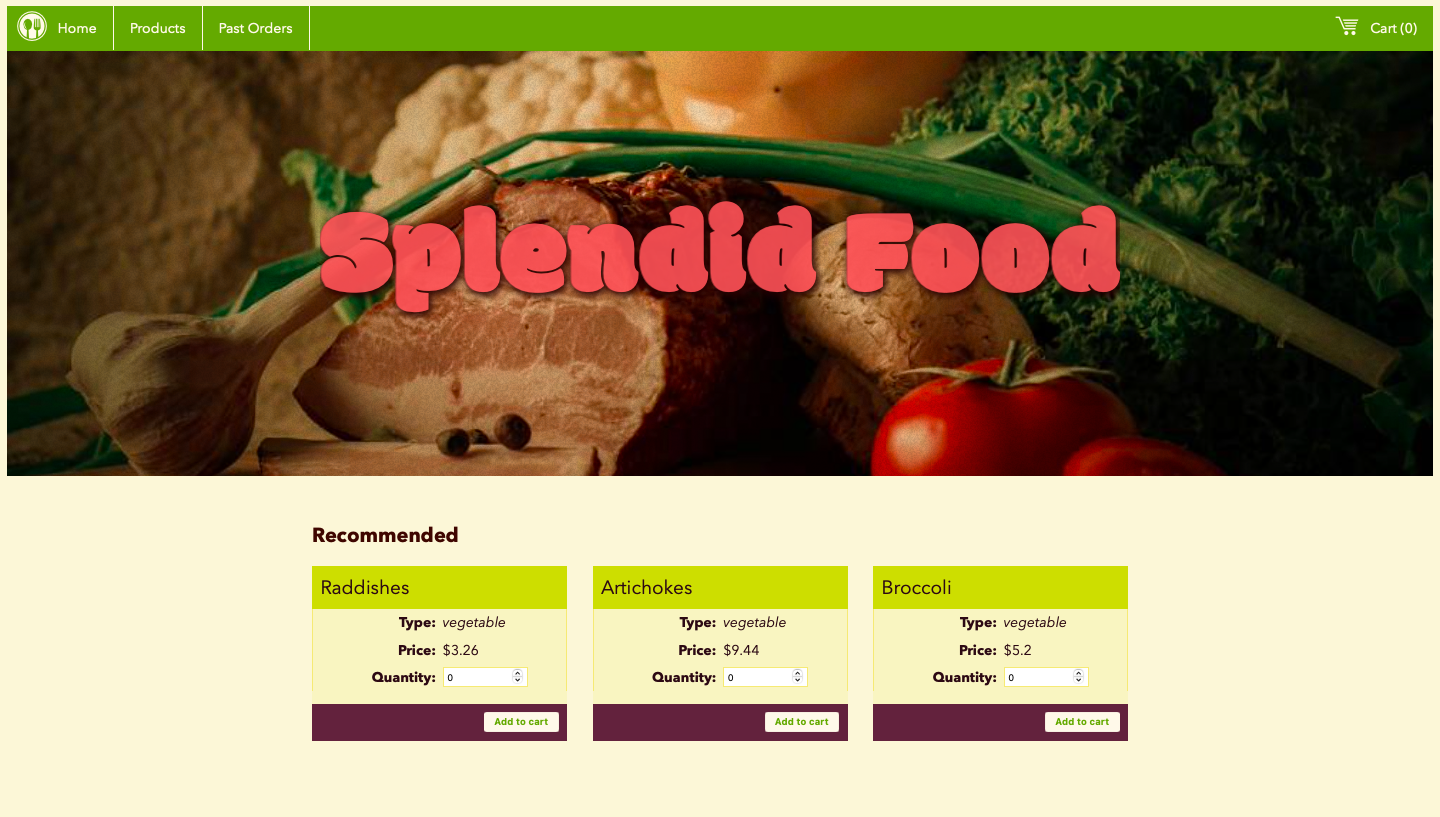 Home Products Past Orders Cart (0)
Splendid Food
Recommended
Raddishes Artichokes Broccoli
Type: vegetable Type: vegetable Type: vegetable
Price: $3.26 Price: $9.44 Price: $5.2
Quantity: 0 Quantity: 0 Quantity: 0
Add to cart Add to cart Add to cart